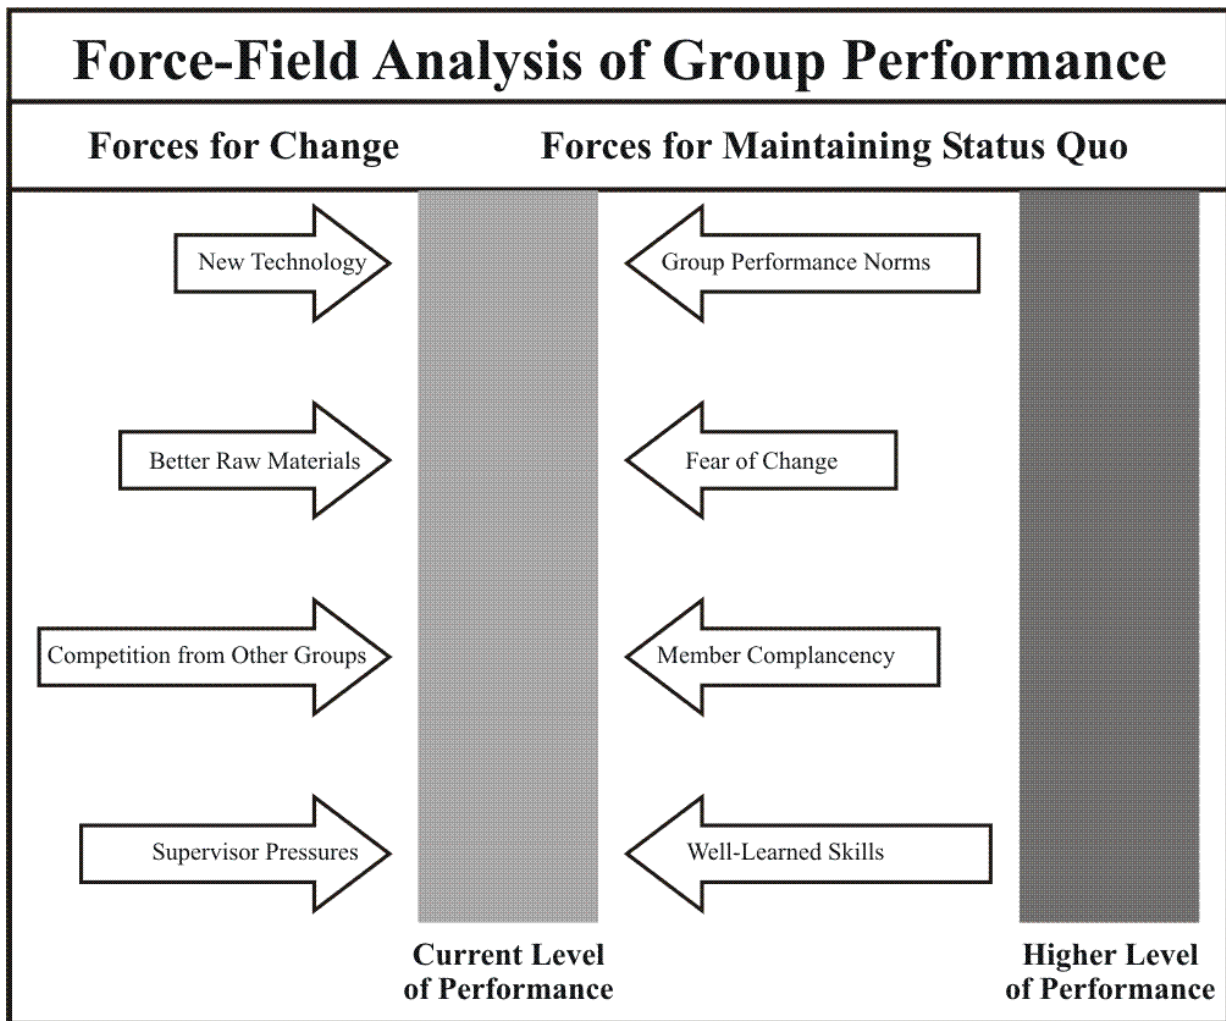 Force-Field Analysis of Group Performance
Forces for Change
Forces for Maintaining Status Quo
New Technology
Group Performance Norms
Better Raw Materials
Fear of Change
Competition from Other Groups
Member Complancency
Supervisor Pressures
Well-Learned Skills
Current Level
of Performance
Higher Level
of Performance